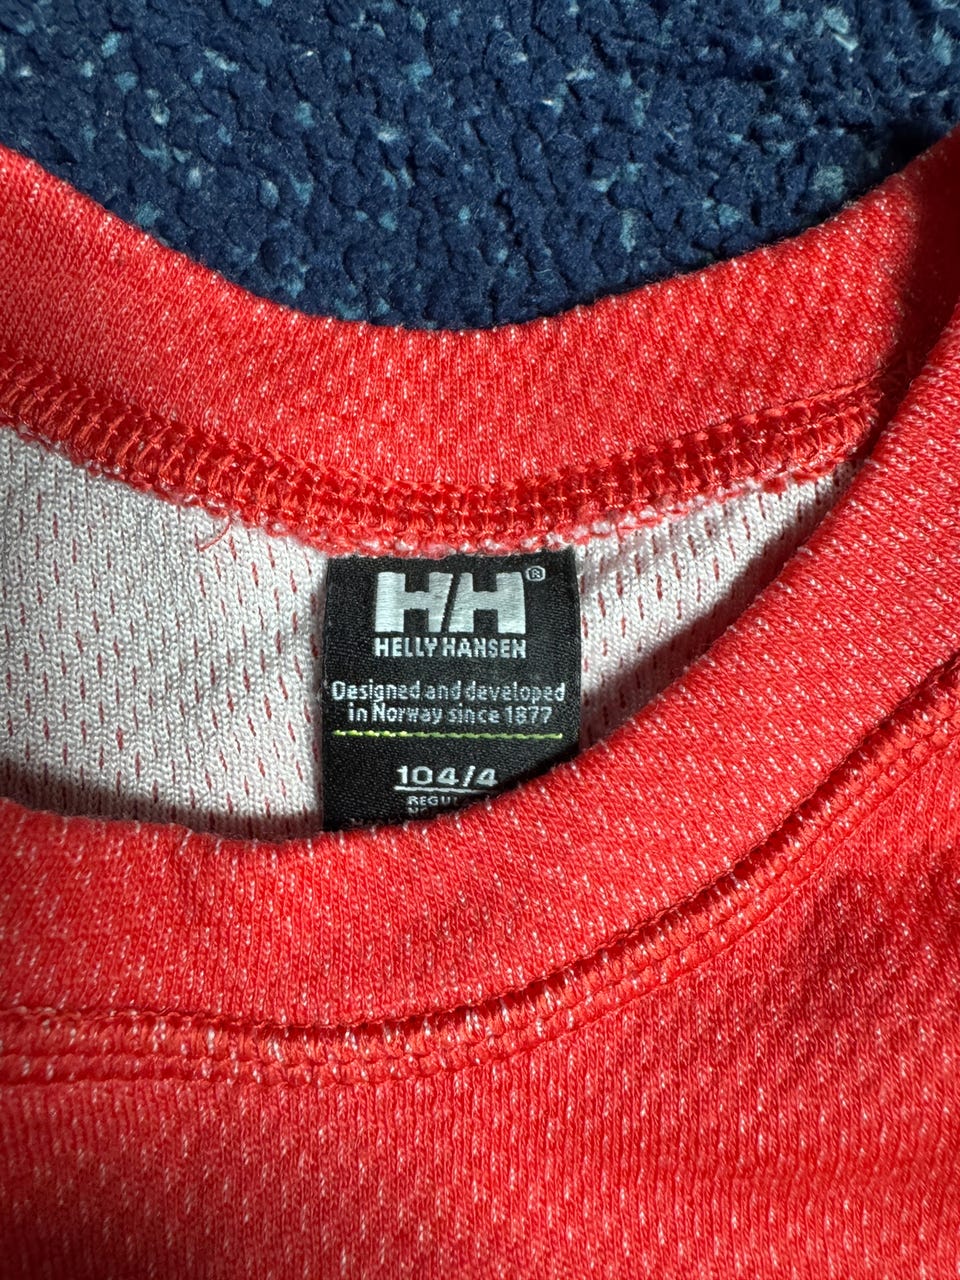 HH®
HELLY HANSEN
Designed and developed
in Norway since 1877
104/4